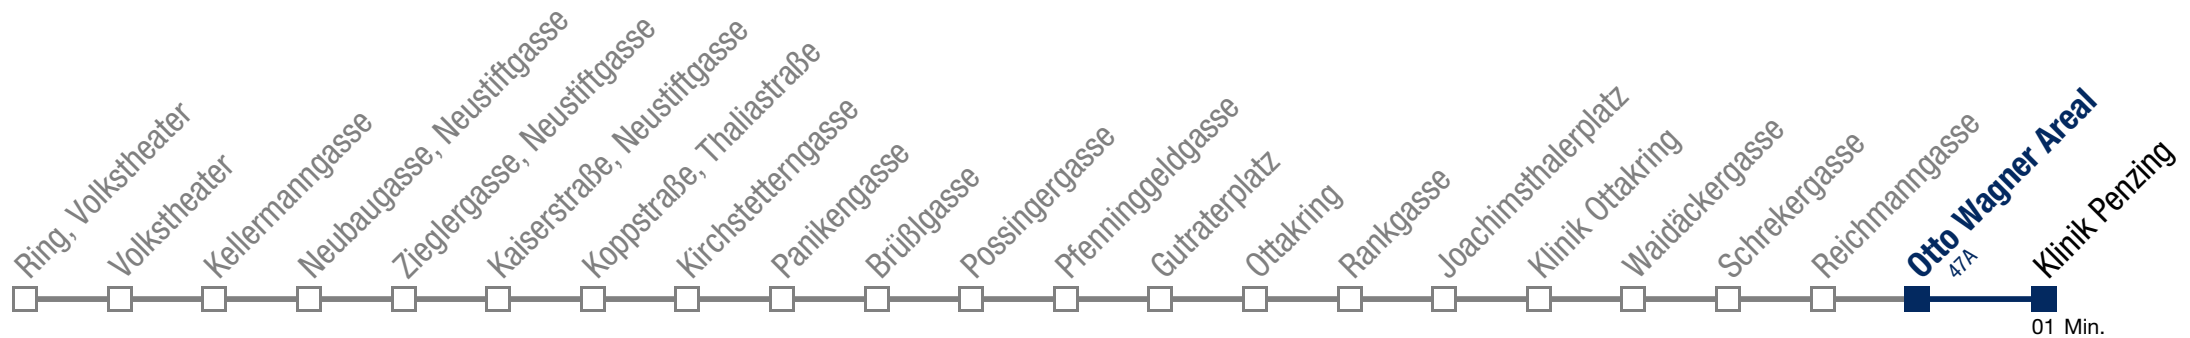 Ring, Volkstheater
Volkstheater
Kellermanngasse
Neubaugasse, Neustiftgasse
Zieglergasse, Neustiftgasse
Kaiserstraße, Neustiftgasse
Koppstraße, Thaliastraße
Kirchstetterngasse
Panikengasse
Brüßlgasse
Possingergasse
Pfenninggeldgasse
Gutraterplatz
Ottakring
Rankgasse
Joachimsthalerplatz
Klinik Ottakring
Waidäckergasse
Schrekergasse
Reichmanngasse
Otto Wagner Areal
47A
Klinik Penzing
01 Min.